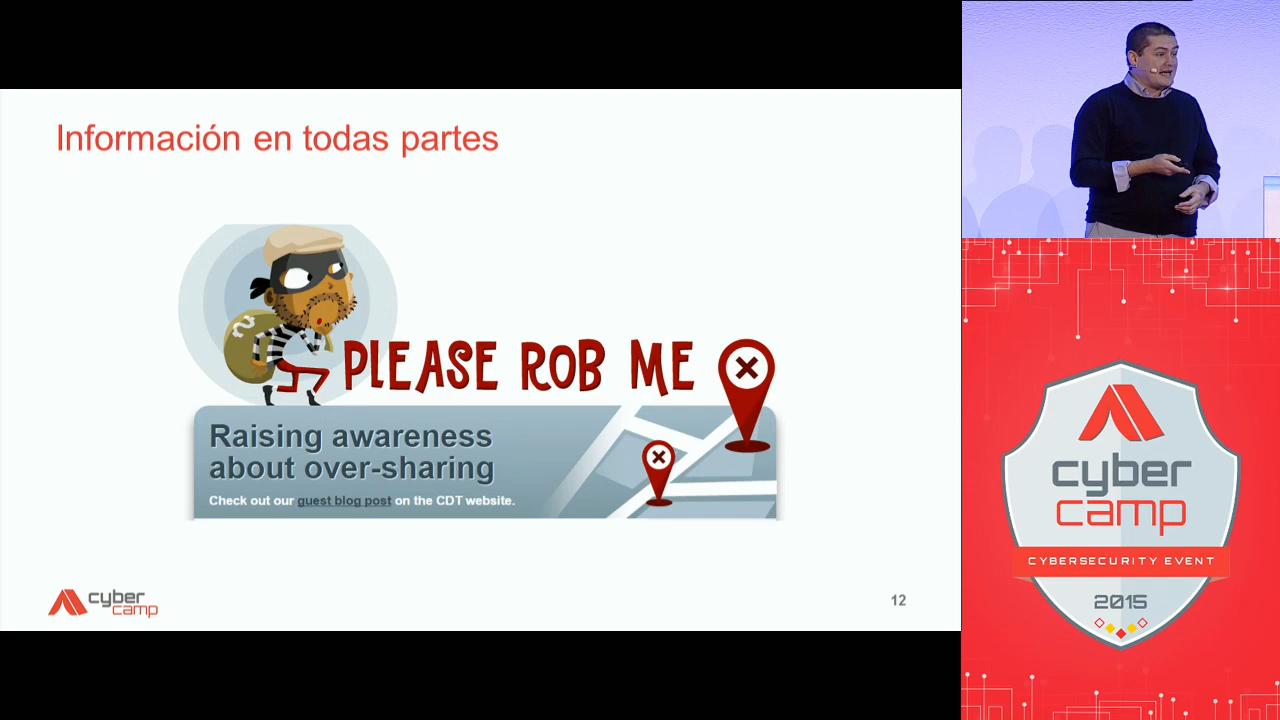 Información en todas partes
PLEASE ROB ME
Raising awareness
about over-sharing
Check out our guest blog post on the CDT website.
cyber
camp
12
cyber
camp
CYBERSECURITY EVENT
2015